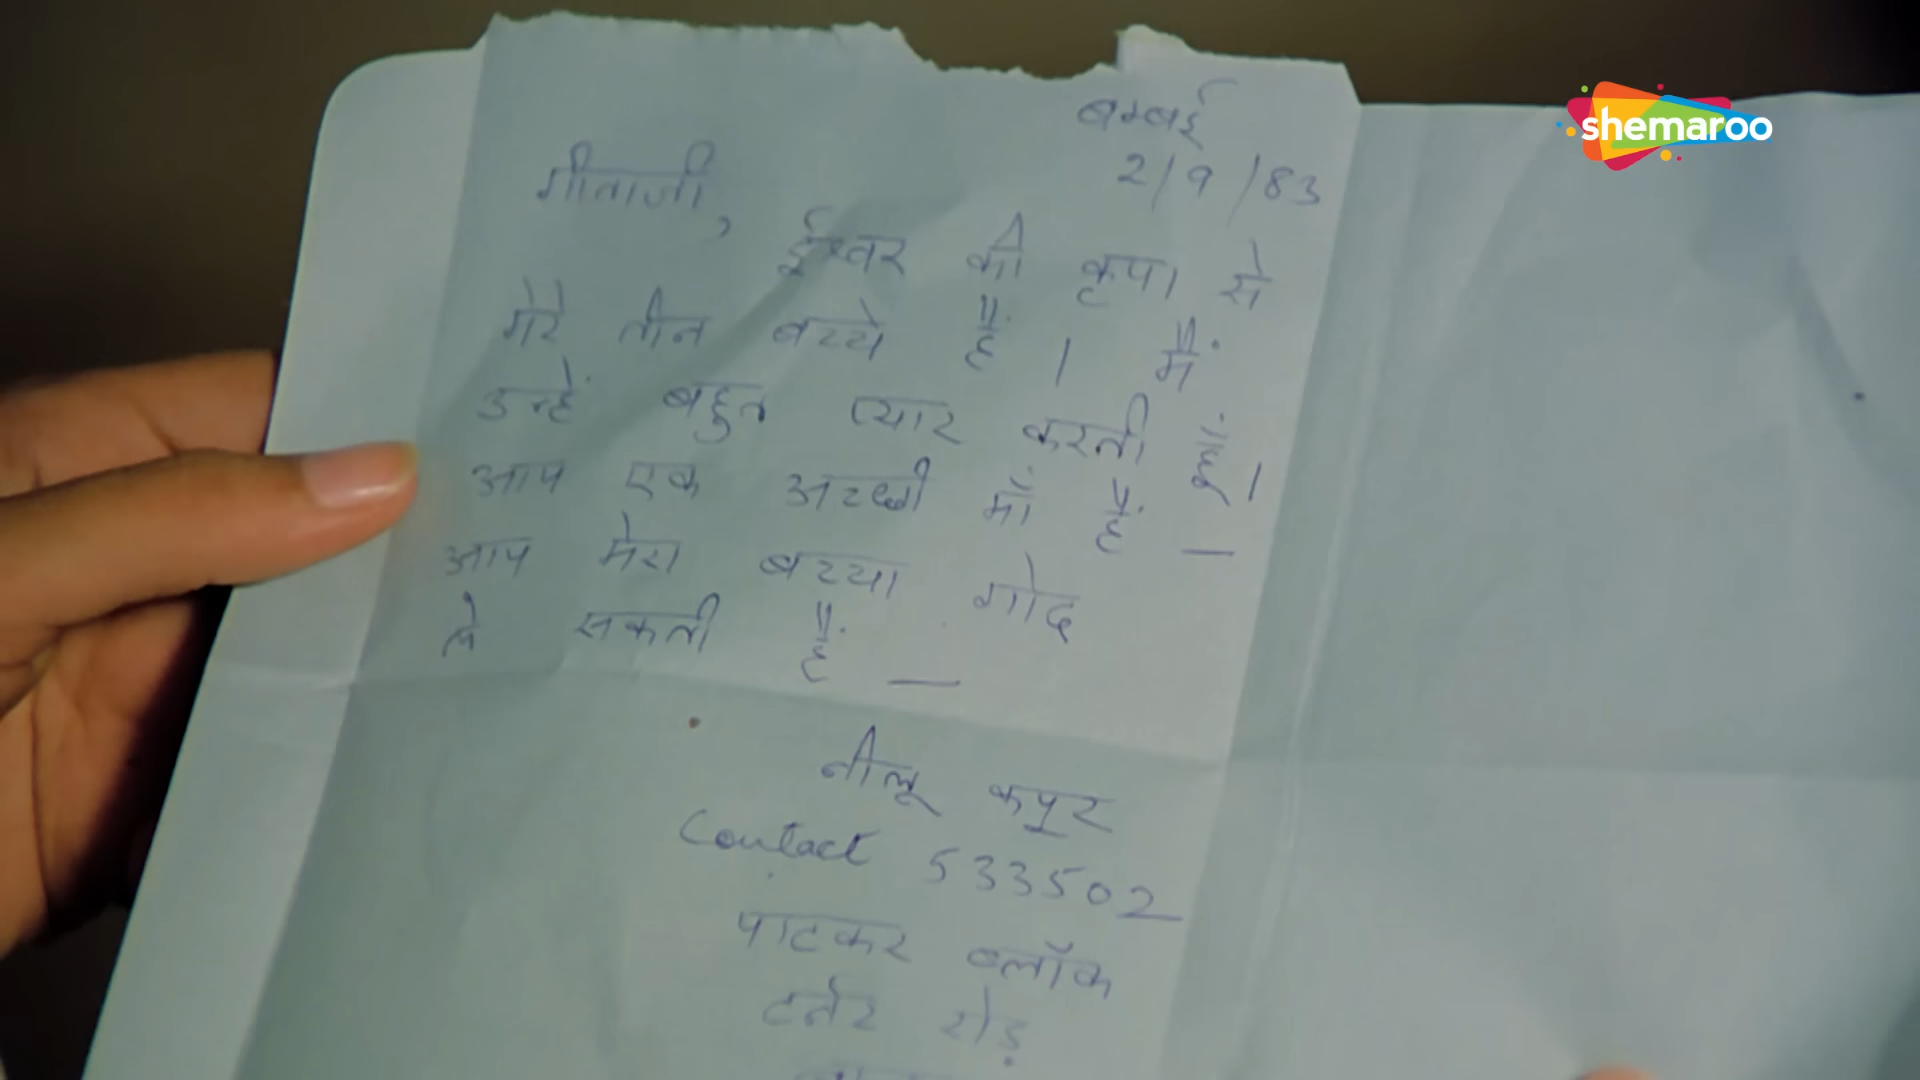 shemaroo
बम्बई
2/9/83
गीताजी,
ईश्वर की कृपा से
मेरे तीन बच्चे हैं । मैं
उन्हें बहुत प्यार करती हूँ।
आप एक अच्छी माँ हैं —
आप मेरा बच्चा गोद
ले सकती हैं —
नीलू कपूर
Contact 533502
पाटकर ब्लॉक
टर्नर रोड़